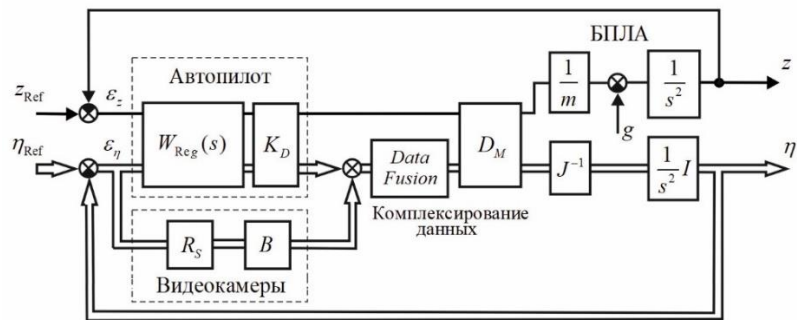 БПЛА
Автопилот
z_Ref
ε_z
1/m
1/s²
z
g
η_Ref
ε_η
W_Reg(s)
K_D
Data
Fusion
D_M
J⁻¹
1/s² I
η
Комплексирование
данных
R_S
B
Видеокамеры